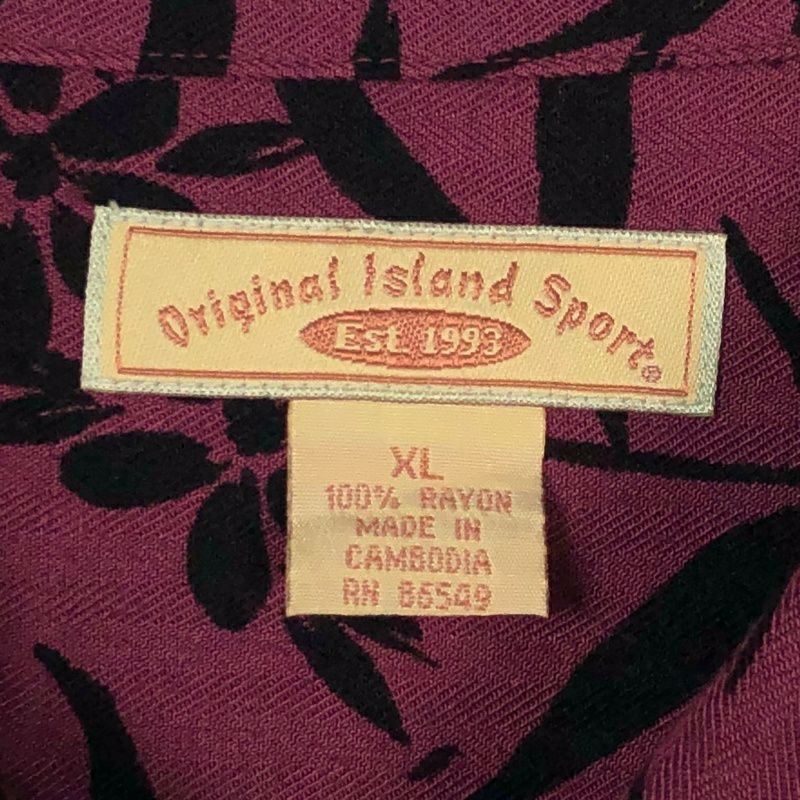 Original Island Sport®
Est. 1993
XL
100% RAYON
MADE IN
CAMBODIA
RN 86549